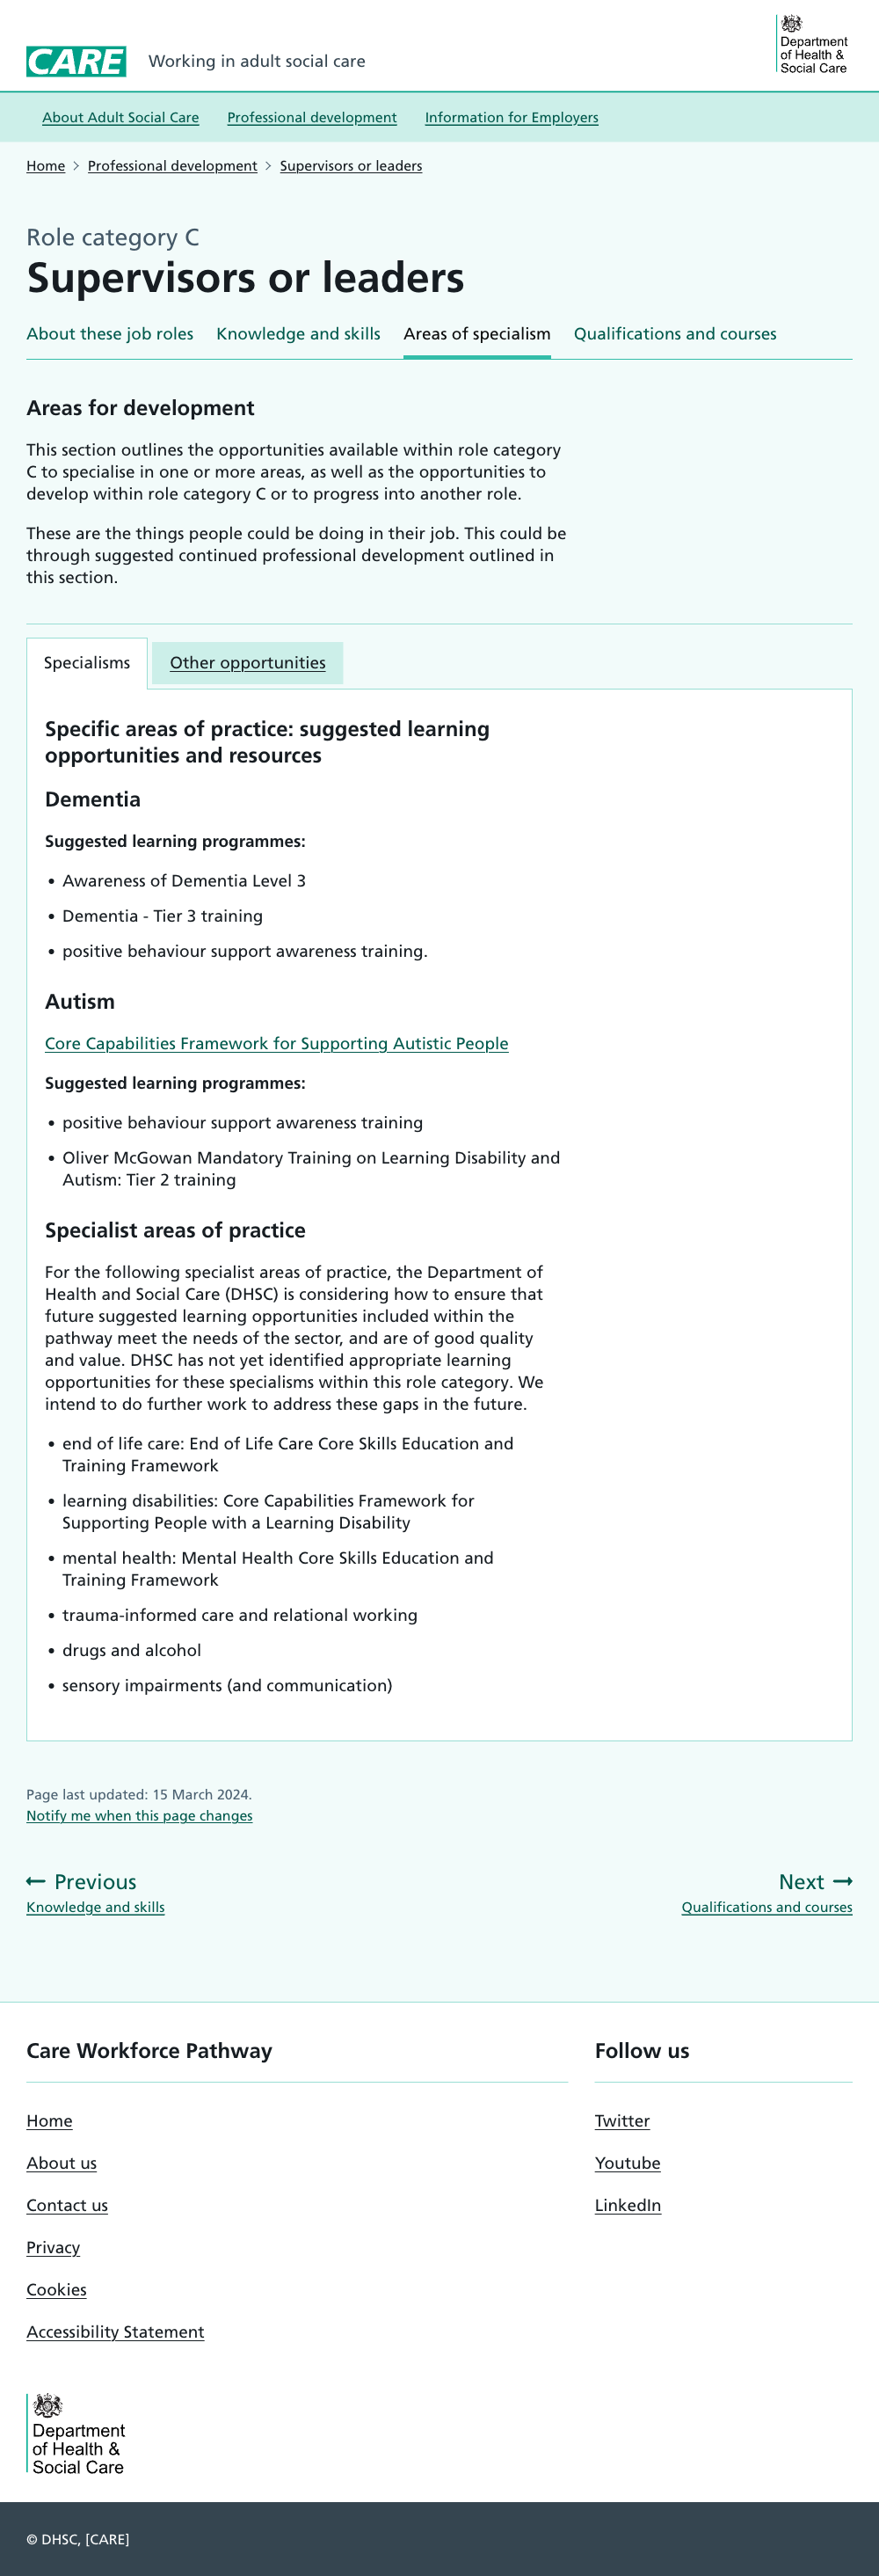 CARE
Working in adult social care
Department
of Health &
Social Care
About Adult Social Care
Professional development
Information for Employers
Home
Professional development
Supervisors or leaders
Role category C
Supervisors or leaders
About these job roles
Knowledge and skills
Areas of specialism
Qualifications and courses
Areas for development
This section outlines the opportunities available within role category
C to specialise in one or more areas, as well as the opportunities to
develop within role category C or to progress into another role.
These are the things people could be doing in their job. This could be
through suggested continued professional development outlined in
this section.
Specialisms
Other opportunities
Specific areas of practice: suggested learning
opportunities and resources
Dementia
Suggested learning programmes:
• Awareness of Dementia Level 3
• Dementia - Tier 3 training
• positive behaviour support awareness training.
Autism
Core Capabilities Framework for Supporting Autistic People
Suggested learning programmes:
• positive behaviour support awareness training
• Oliver McGowan Mandatory Training on Learning Disability and
Autism: Tier 2 training
Specialist areas of practice
For the following specialist areas of practice, the Department of
Health and Social Care (DHSC) is considering how to ensure that
future suggested learning opportunities included within the
pathway meet the needs of the sector, and are of good quality
and value. DHSC has not yet identified appropriate learning
opportunities for these specialisms within this role category. We
intend to do further work to address these gaps in the future.
• end of life care: End of Life Care Core Skills Education and
Training Framework
• learning disabilities: Core Capabilities Framework for
Supporting People with a Learning Disability
• mental health: Mental Health Core Skills Education and
Training Framework
• trauma-informed care and relational working
• drugs and alcohol
• sensory impairments (and communication)
Page last updated: 15 March 2024.
Notify me when this page changes
Previous
Knowledge and skills
Next
Qualifications and courses
Care Workforce Pathway
Home
About us
Contact us
Privacy
Cookies
Accessibility Statement
Follow us
Twitter
Youtube
LinkedIn
Department
of Health &
Social Care
© DHSC, [CARE]